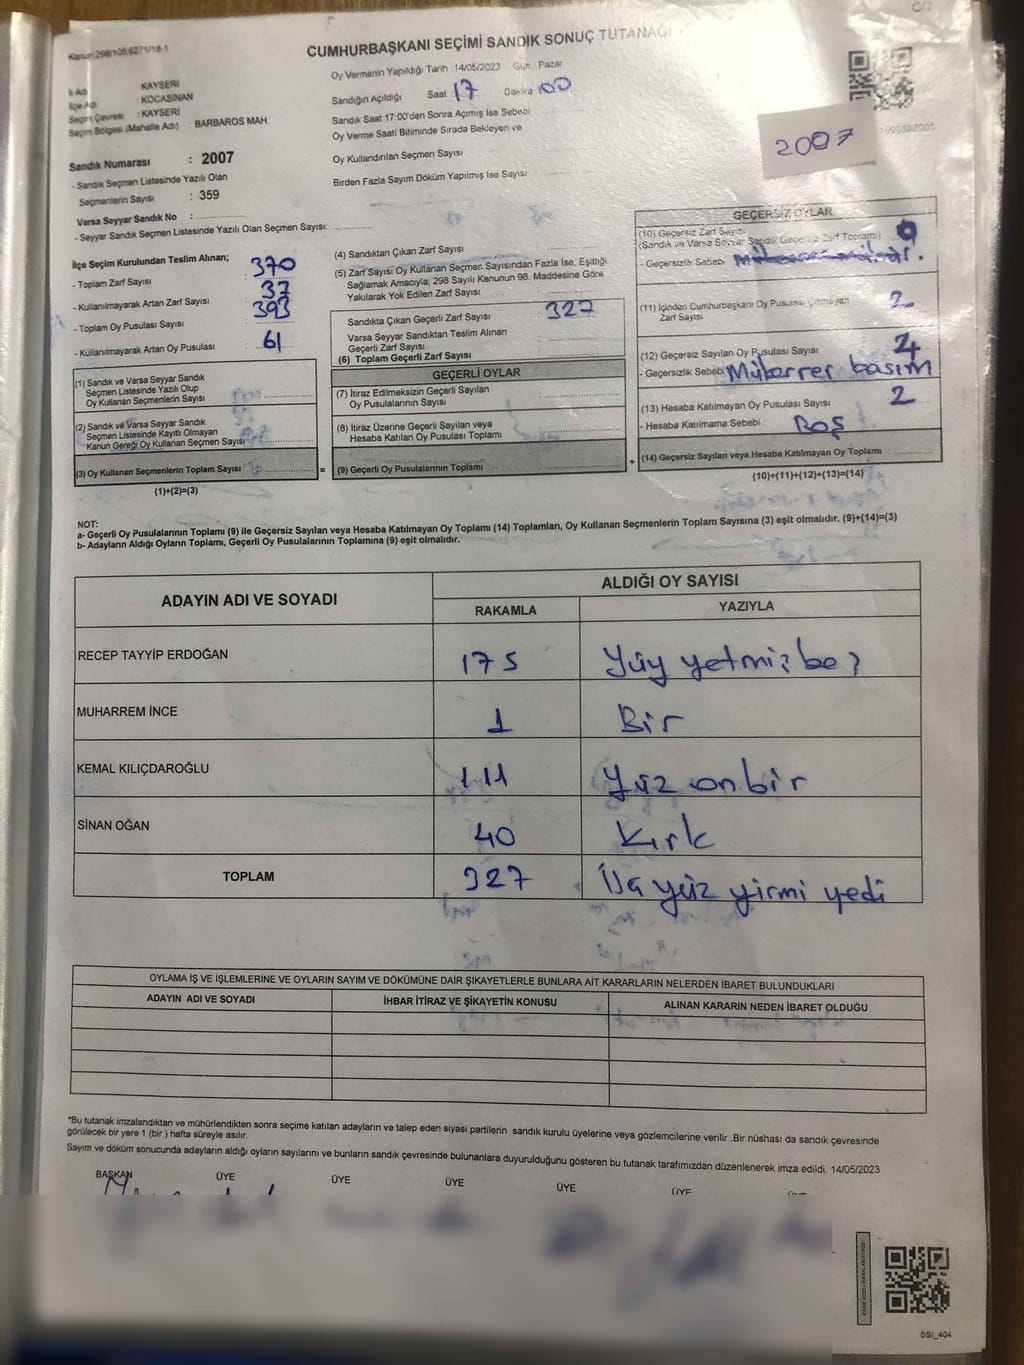 Kanun:298/105;6271/18-1
CUMHURBAŞKANI SEÇİMİ SANDIK SONUÇ TUTANAĞI
İl Adı KAYSERİ
İlçe Adı : KOCASİNAN
Seçim Çevresi : KAYSERİ
Seçim Bölgesi (Mahalle Adı) : BARBAROS MAH.
Sandık Numarası : 2007
- Sandık Seçmen Listesinde Yazılı Olan
Seçmenlerin Sayısı : 359
Varsa Seyyar Sandık No :
- Seyyar Sandık Seçmen Listesinde Yazılı Olan Seçmen Sayısı:
Oy Vermenin Yapıldığı Tarih :14/05/2023 Gün : Pazar
Sandığın Açıldığı Saat 17 Dakika 00
Sandık Saat 17.00'den Sonra Açımış İse Sebebi
Oy Verme Saati Bitiminde Sırada Bekleyen ve
Oy Kullandırılan Seçmen Sayısı
Birden Fazla Sayım Döküm Yapılmış İse Sayısı
2007
İlçe Seçim Kurulundan Teslim Alınan;
- Toplam Zarf Sayısı : 370
- Kullanılmayarak Artan Zarf Sayısı : 37
- Toplam Oy Pusulası Sayısı : 393
- Kullanılmayarak Artan Oy Pusulası : 61
(1) Sandık ve Varsa Seyyar Sandık
Seçmen Listesinde Yazılı Olup
Oy Kullanan Seçmenlerin Sayısı :
(2) Sandık ve Varsa Seyyar Sandık
Seçmen Listesinde Kayıtlı Olmayan
Kanun Gereği Oy Kullanan Seçmen Sayısı
(3) Oy Kullanan Seçmenlerin Toplam Sayısı
(1)+(2)=(3)
(4) Sandıktan Çıkan Zarf Sayısı
(5) Zarf Sayısı Oy Kullanan Seçmen Sayısından Fazla İse, Eşitliği
Sağlamak Amacıyla; 298 Sayılı Kanunun 98. Maddesine Göre
Yakılarak Yok Edilen Zarf Sayısı
Sandıkta Çıkan Geçerli Zarf Sayısı 327
Varsa Seyyar Sandıktan Teslim Alınan
Geçerli Zarf Sayısı
(6) Toplam Geçerli Zarf Sayısı
GEÇERLİ OYLAR
(7) İtiraz Edilmeksizin Geçerli Sayılan
Oy Pusulalarının Sayısı :
(8) İtiraz Üzerine Geçerli Sayılan veya
Hesaba Katılan Oy Pusulası Toplamı :
= (9) Geçerli Oy Pusulalarının Toplamı : +
GEÇERSİZ OYLAR
(10) Geçersiz Zarf Sayısı
(Sandık ve Varsa Seyyar Sandık Geçersiz Zarf Toplamı)
- Geçersizlik Sebebi
(11) İçinden Cumhurbaşkanı Oy Pusulası Çıkmayan
Zarf Sayısı 2
(12) Geçersiz Sayılan Oy Pusulası Sayısı
- Geçersizlik Sebebi Mükerrer basım
(13) Hesaba Katılmayan Oy Pusulası Sayısı 2
- Hesaba Katılmama Sebebi : Boş
(14) Geçersiz Sayılan veya Hesaba Katılmayan Oy Toplamı :
(10)+(11)+(12)+(13)=(14)
NOT:
a- Geçerli Oy Pusulalarının Toplamı (9) ile Geçersiz Sayılan veya Hesaba Katılmayan Oy Toplamı (14) Toplamları, Oy Kullanan Seçmenlerin Toplam Sayısına (3) eşit olmalıdır. (9)+(14)=(3)
b- Adayların Aldığı Oyların Toplamı, Geçerli Oy Pusulalarının Toplamına (9) eşit olmalıdır.
ADAYIN ADI VE SOYADI ALDIĞI OY SAYISI
RAKAMLA YAZIYLA
RECEP TAYYİP ERDOĞAN 175 Yüz yetmiş beş
MUHARREM İNCE 1 Bir
KEMAL KILIÇDAROĞLU 111 Yüz on bir
SİNAN OĞAN 40 Kırk
TOPLAM 327 Üç yüz yirmi yedi
OYLAMA İŞ VE İŞLEMLERİNE VE OYLARIN SAYIM VE DÖKÜMÜNE DAİR ŞİKAYETLERLE BUNLARA AİT KARARLARIN NELERDEN İBARET BULUNDUKLARI
ADAYIN ADI VE SOYADI İHBAR İTİRAZ VE ŞİKAYETİN KONUSU ALINAN KARARIN NEDEN İBARET OLDUĞU
*Bu tutanak imzalandıktan ve mühürlendikten sonra seçime katılan adayların ve talep eden siyasi partilerin sandık kurulu üyelerine veya gözlemcilerine verilir .Bir nüshası da sandık çevresinde
görülecek bir yere 1 (bir ) hafta süreyle asılır.
Sayım ve döküm sonucunda adayların aldığı oyların sayılarını ve bunların sandık çevresinde bulunanlara duyurulduğunu gösteren bu tutanak tarafımızdan düzenlenerek imza edildi. 14/05/2023
BAŞKAN ÜYE ÜYE ÜYE ÜYE ÜYE
SSI_404